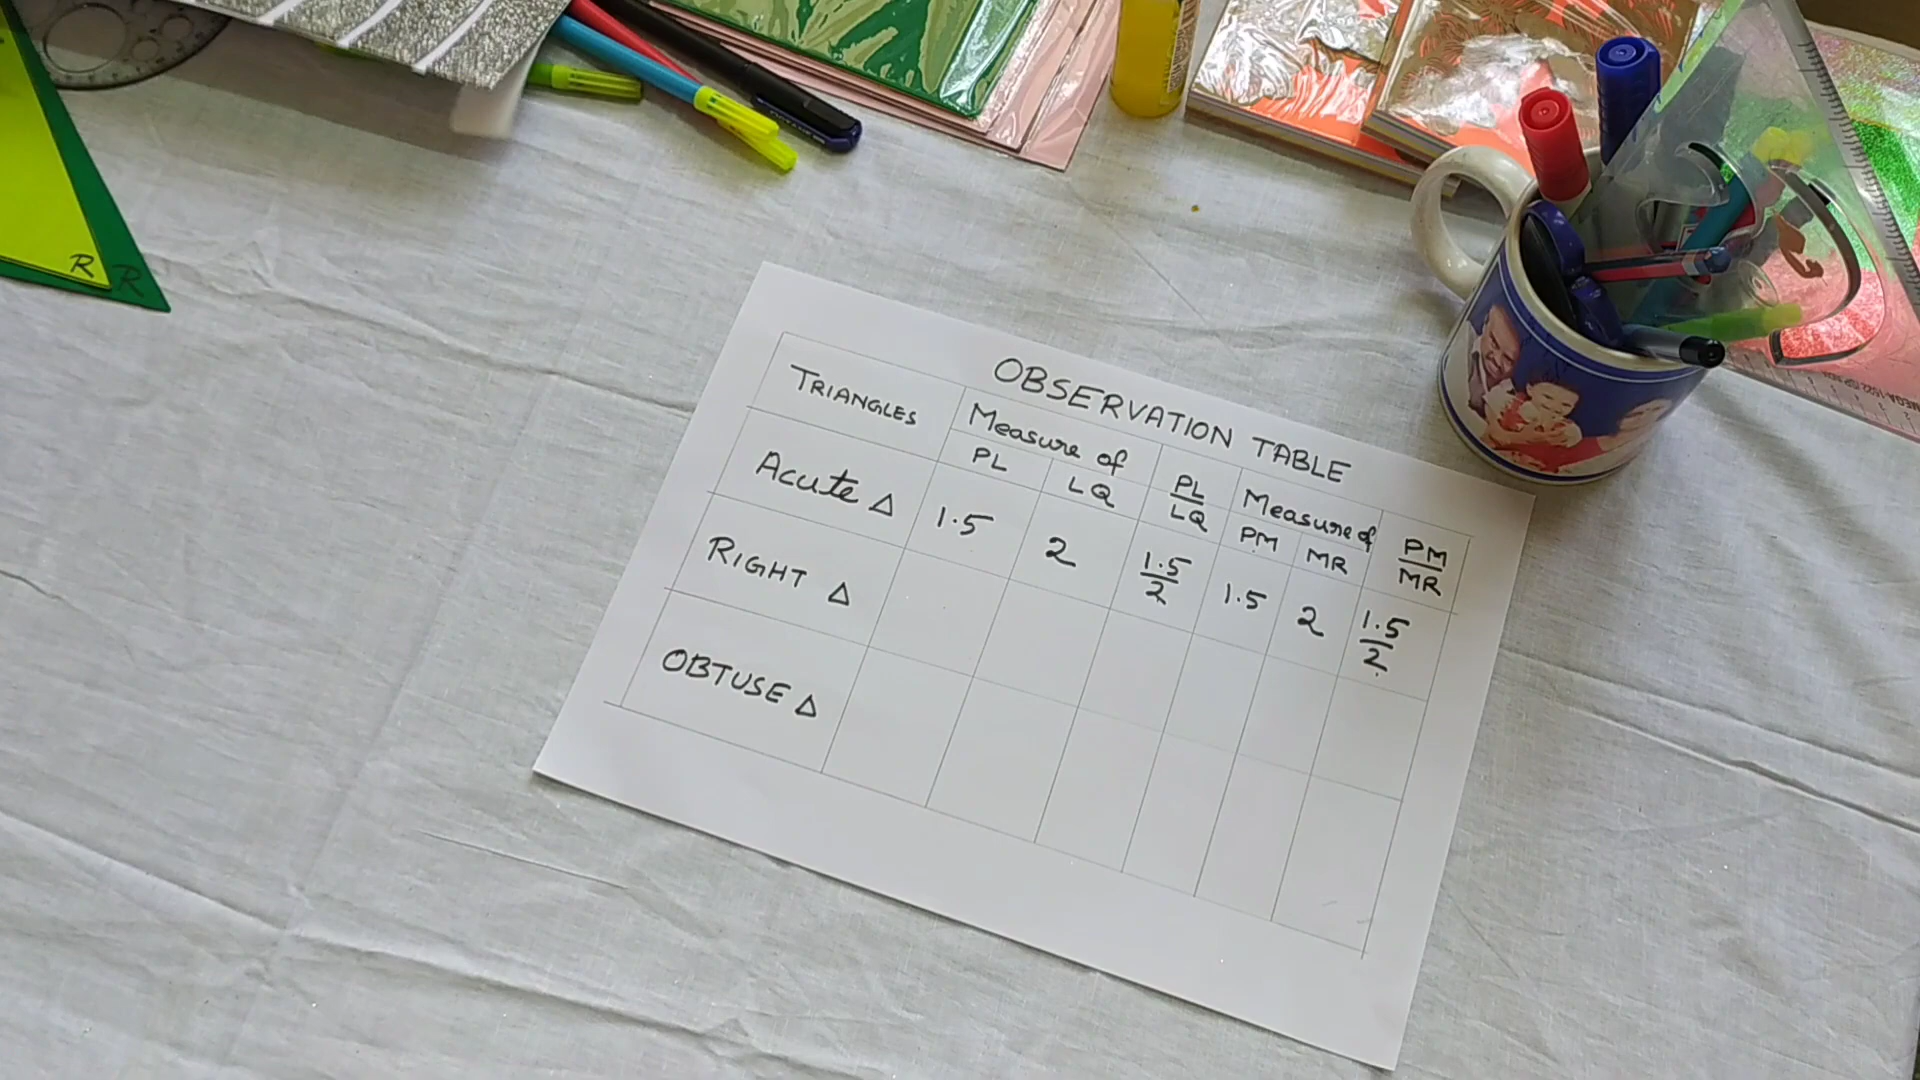 OBSERVATION TABLE
TRIANGLES
Measure of
PL
LQ
PL
LQ
Measure of
PM
MR
PM
MR
Acute △
1.5
2
1.5
2
1.5
2
1.5
2
RIGHT △
OBTUSE △
R
R